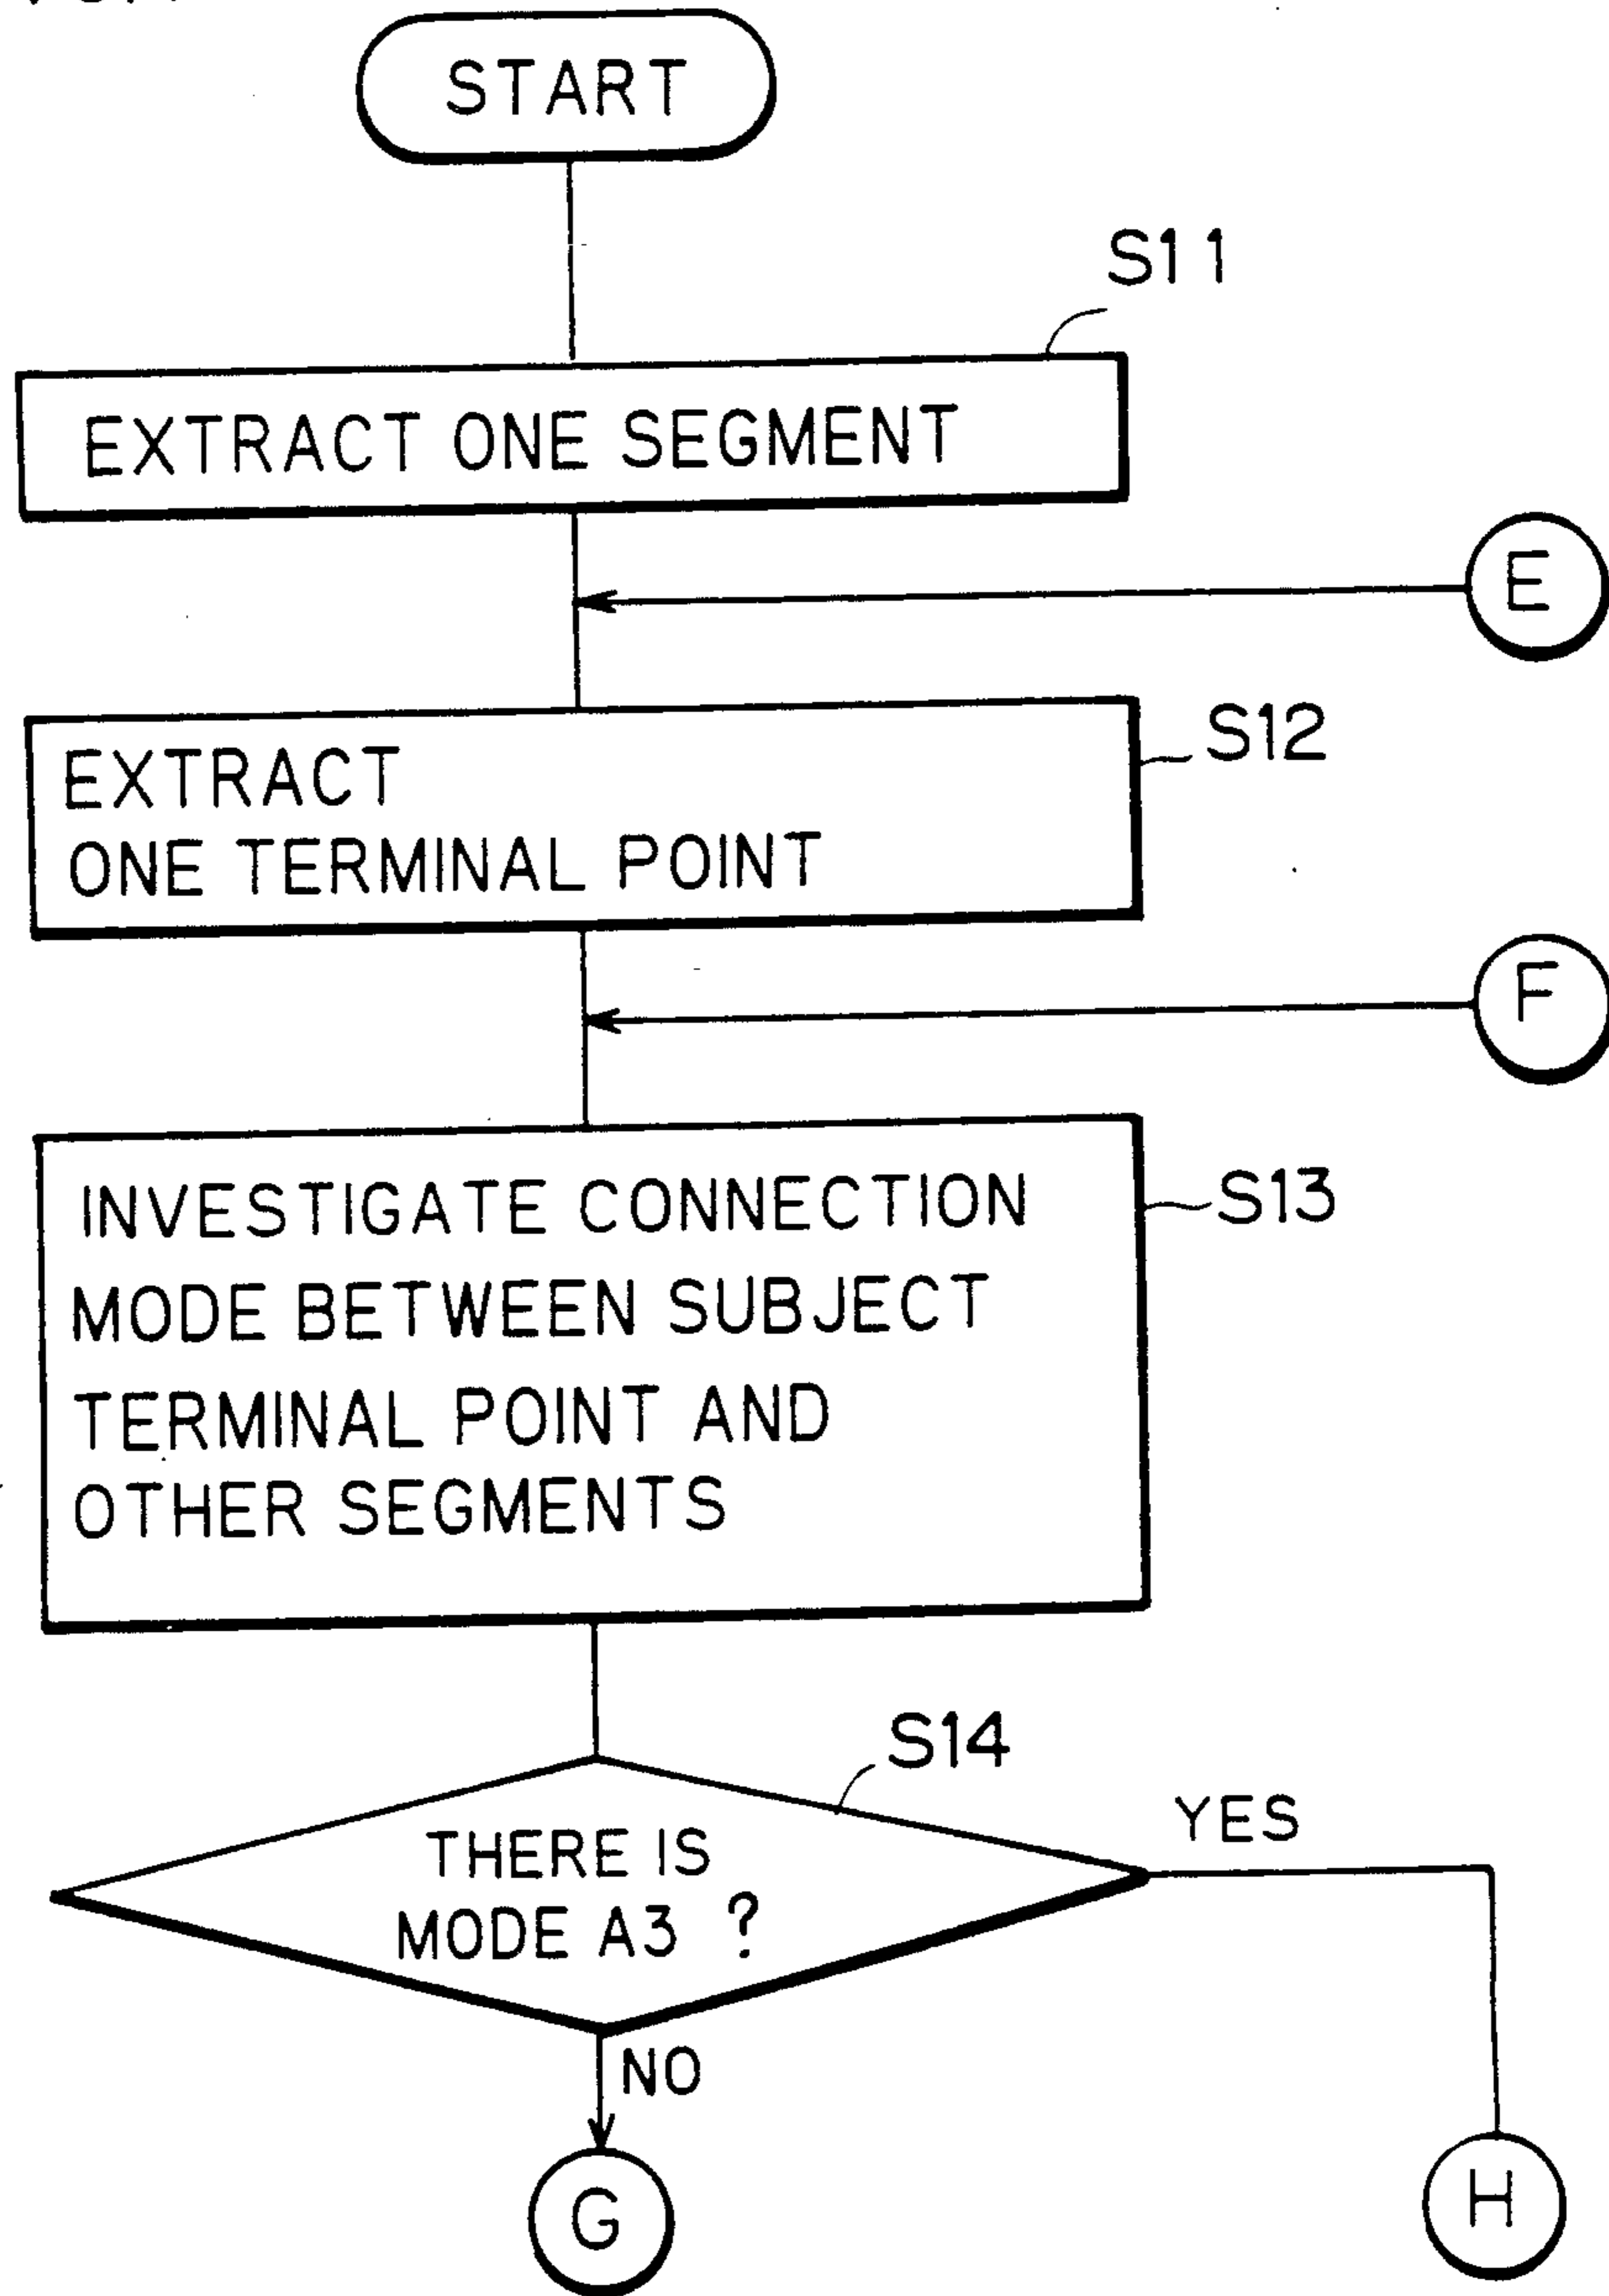 START
S11
EXTRACT ONE SEGMENT
E
S12
EXTRACT
ONE TERMINAL POINT
F
S13
INVESTIGATE CONNECTION
MODE BETWEEN SUBJECT
TERMINAL POINT AND
OTHER SEGMENTS
S14
YES
THERE IS
MODE A3 ?
NO
G
H